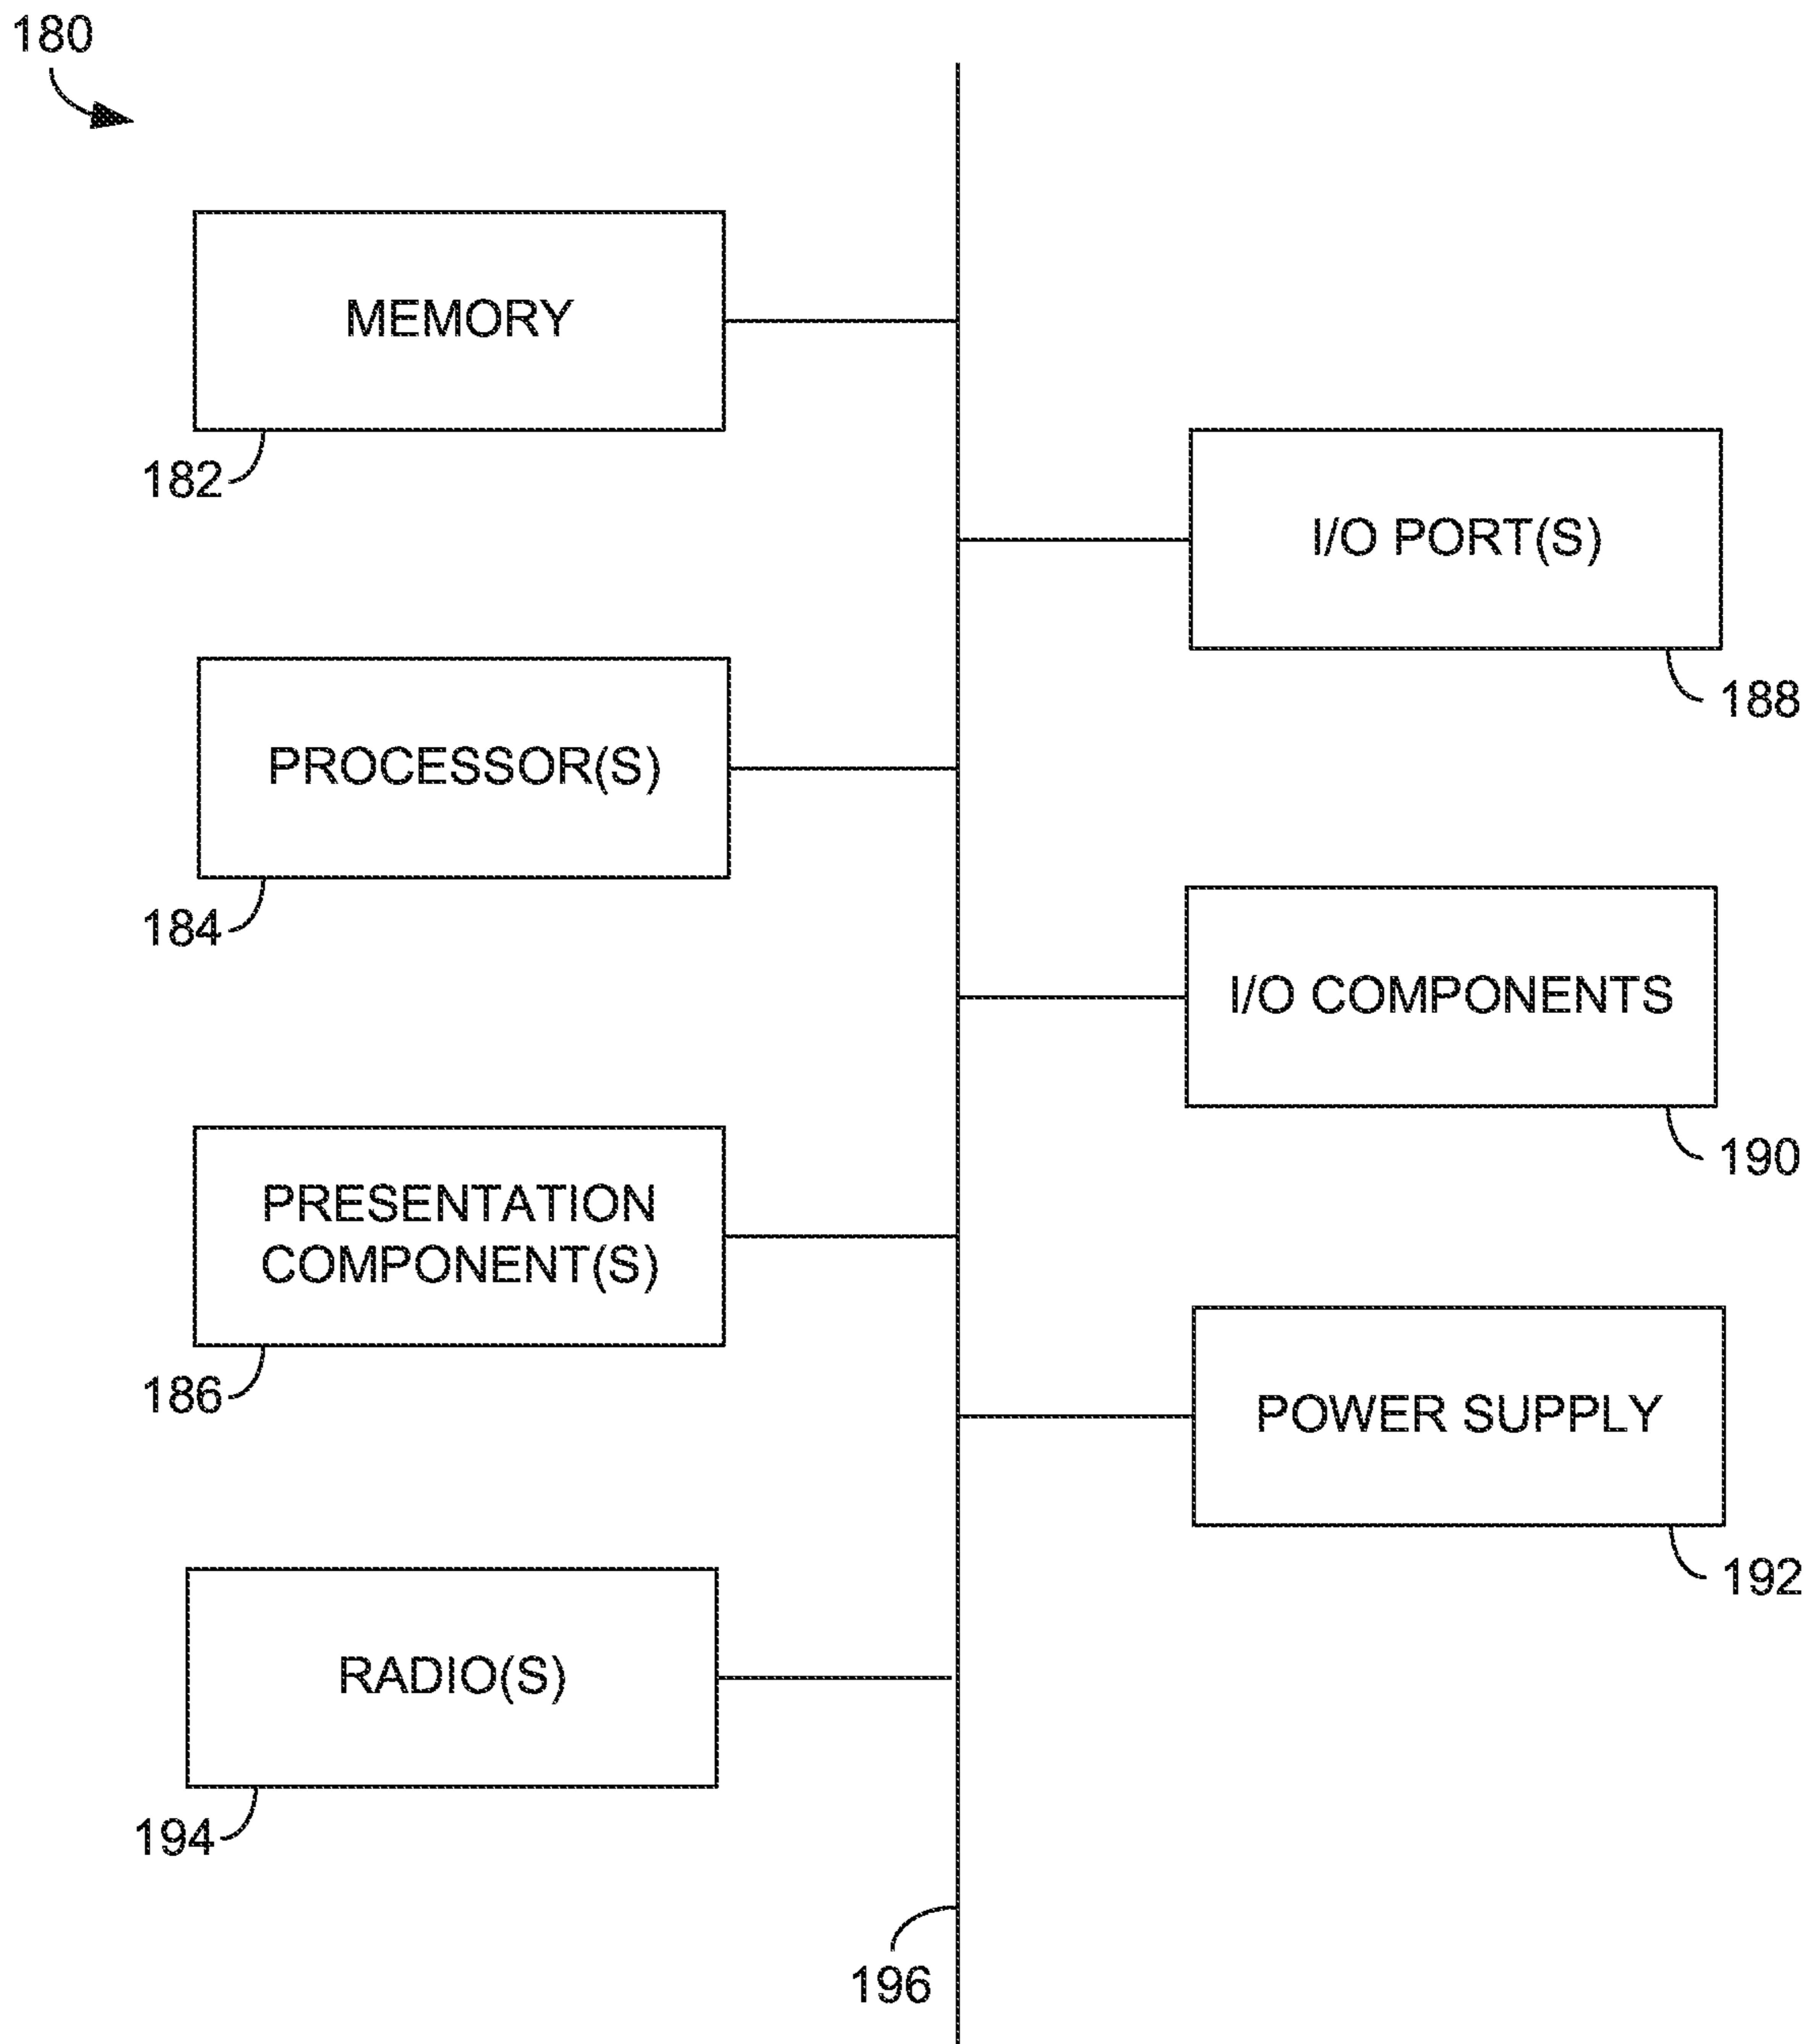 180
MEMORY
182
I/O PORT(S)
188
PROCESSOR(S)
184
I/O COMPONENTS
190
PRESENTATION
COMPONENT(S)
186
POWER SUPPLY
192
RADIO(S)
194
196